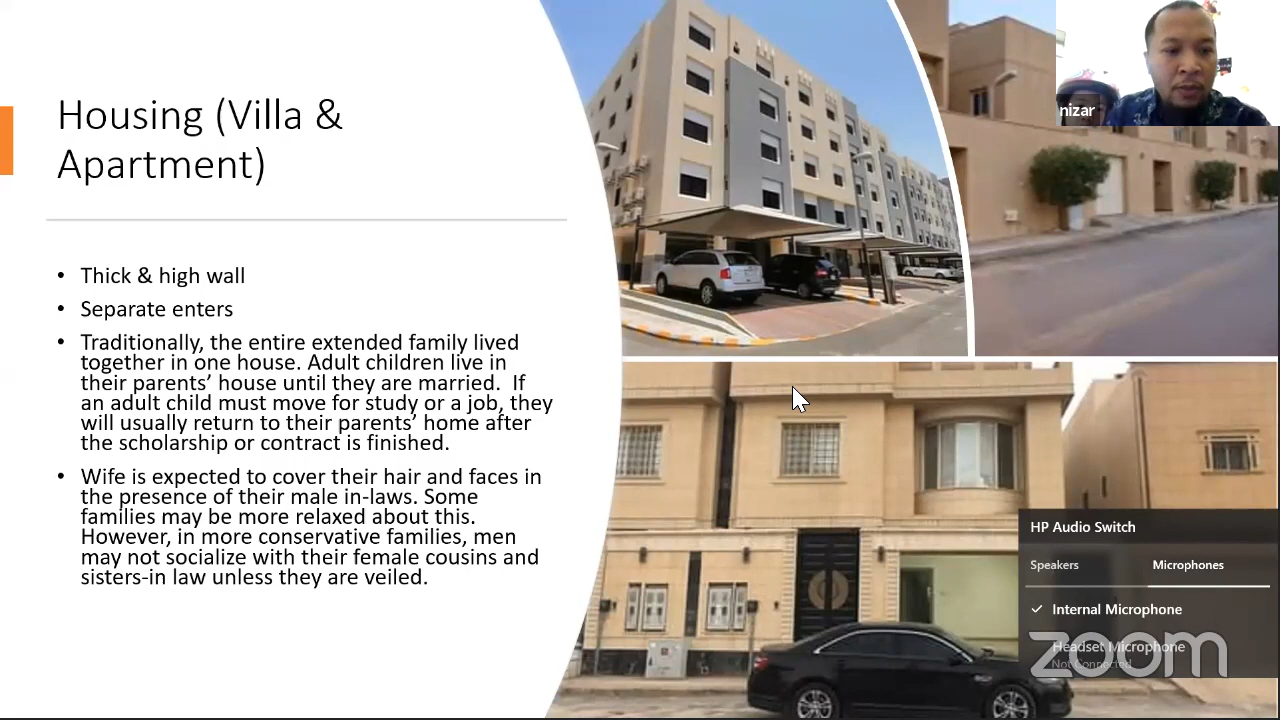 Housing (Villa &
Apartment)
• Thick & high wall
• Separate enters
• Traditionally, the entire extended family lived
together in one house. Adult children live in
their parents’ house until they are married.  If
an adult child must move for study or a job, they
will usually return to their parents’ home after
the scholarship or contract is finished.
• Wife is expected to cover their hair and faces in
the presence of their male in-laws. Some
families may be more relaxed about this.
However, in more conservative families, men
may not socialize with their female cousins and
sisters-in law unless they are veiled.
nizar
HP Audio Switch
Speakers Microphones
Internal Microphone
Headset Microphone
Not Connected
zoom